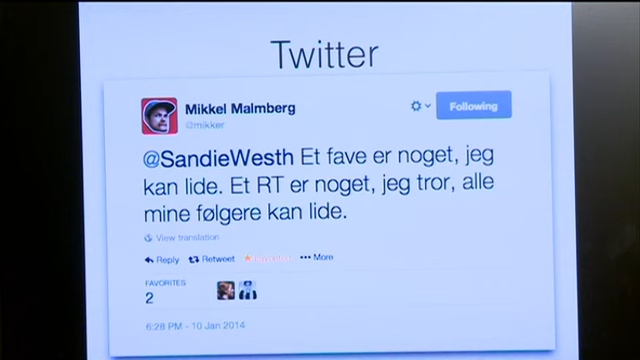 Twitter
Mikkel Malmberg
@mikker
Following
@SandieWesth Et fave er noget, jeg
kan lide. Et RT er noget, jeg tror, alle
mine følgere kan lide.
View translation
Reply Retweet Favorited More
FAVORITES
2
6:28 PM - 10 Jan 2014